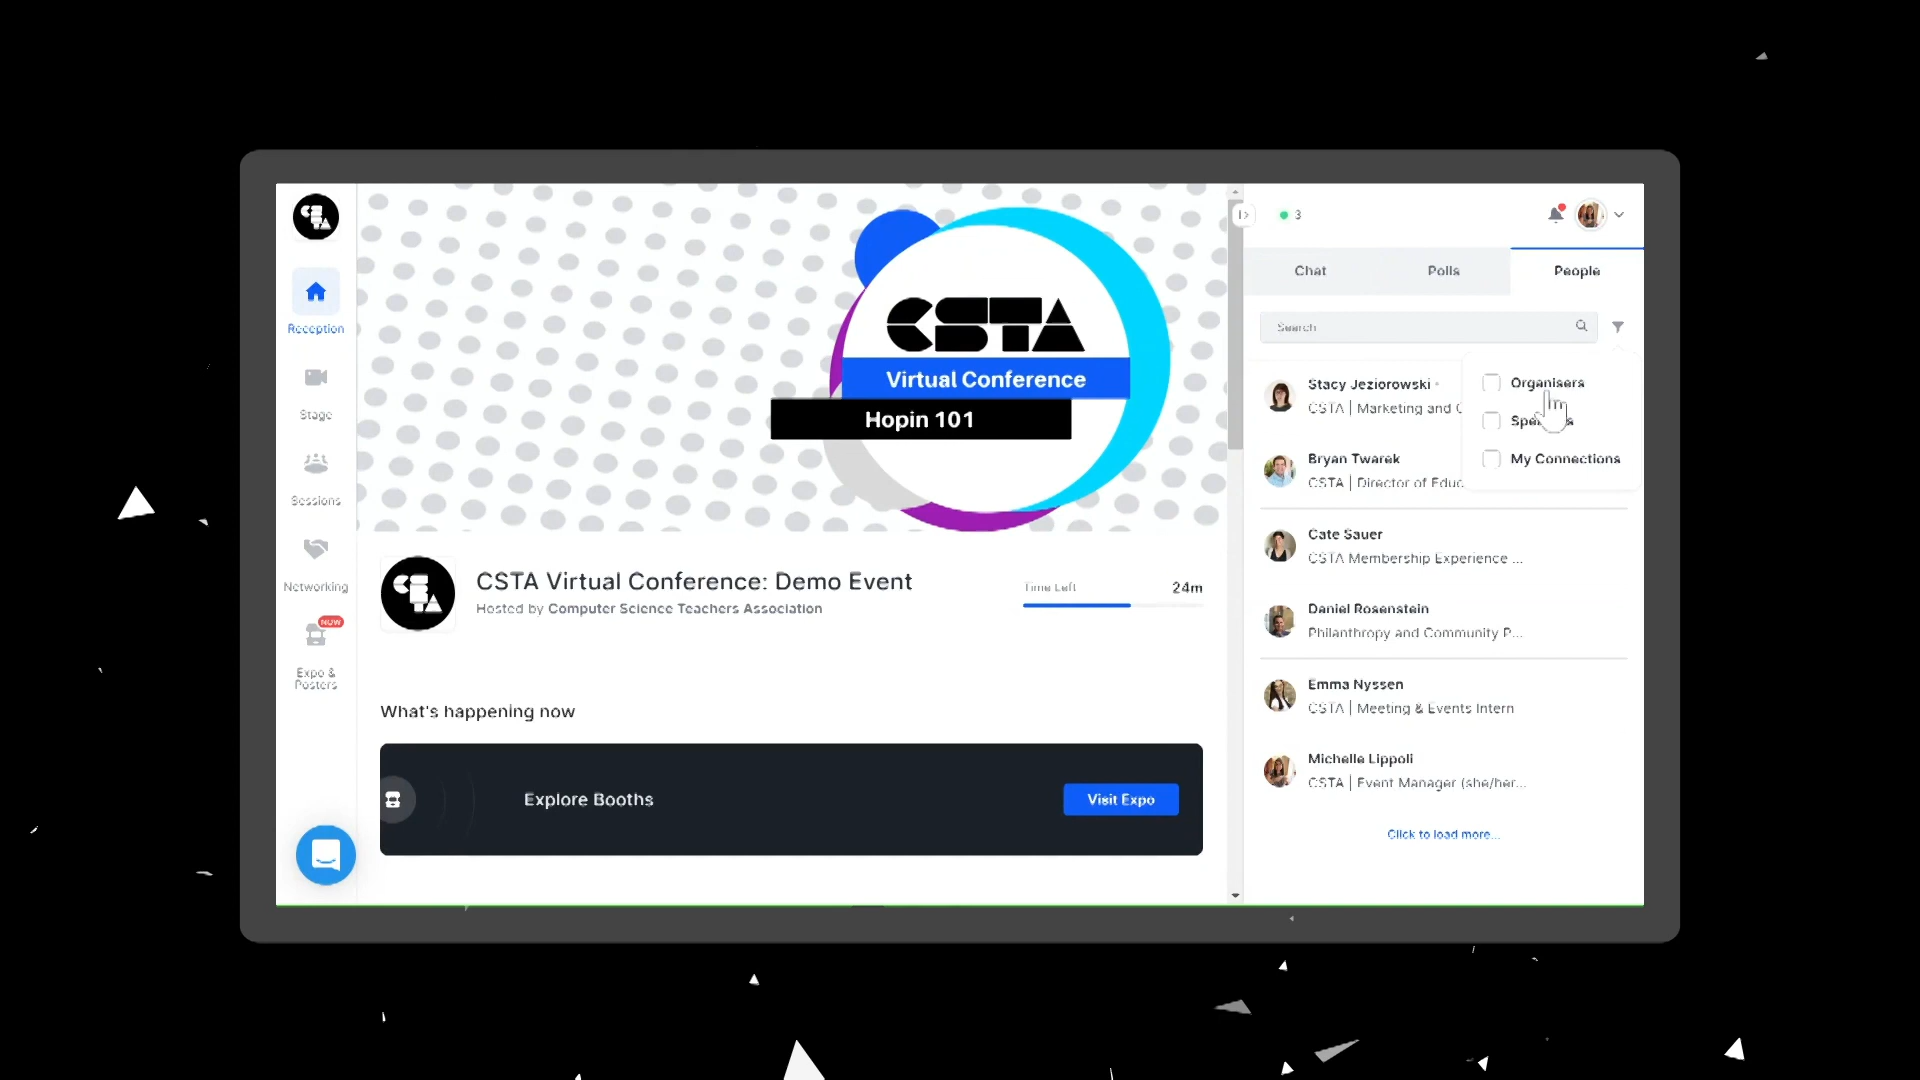 Reception
Stage
Sessions
Networking
NOW
Expo &
Posters
CSTA
Virtual Conference
Hopin 101
CSTA Virtual Conference: Demo Event
Hosted by Computer Science Teachers Association
Time Left
24m
What's happening now
Explore Booths
Visit Expo
3
Chat
Polls
People
Search
Organisers
My Connections
Stacy Jeziorowski
CSTA | Marketing and
Bryan Twarek
CSTA | Director of Educ
Cate Sauer
CSTA Membership Experience ...
Daniel Rosenstein
Philanthropy and Community P...
Emma Nyssen
CSTA | Meeting & Events Intern
Michelle Lippoli
CSTA | Event Manager (she/her...
Click to load more...